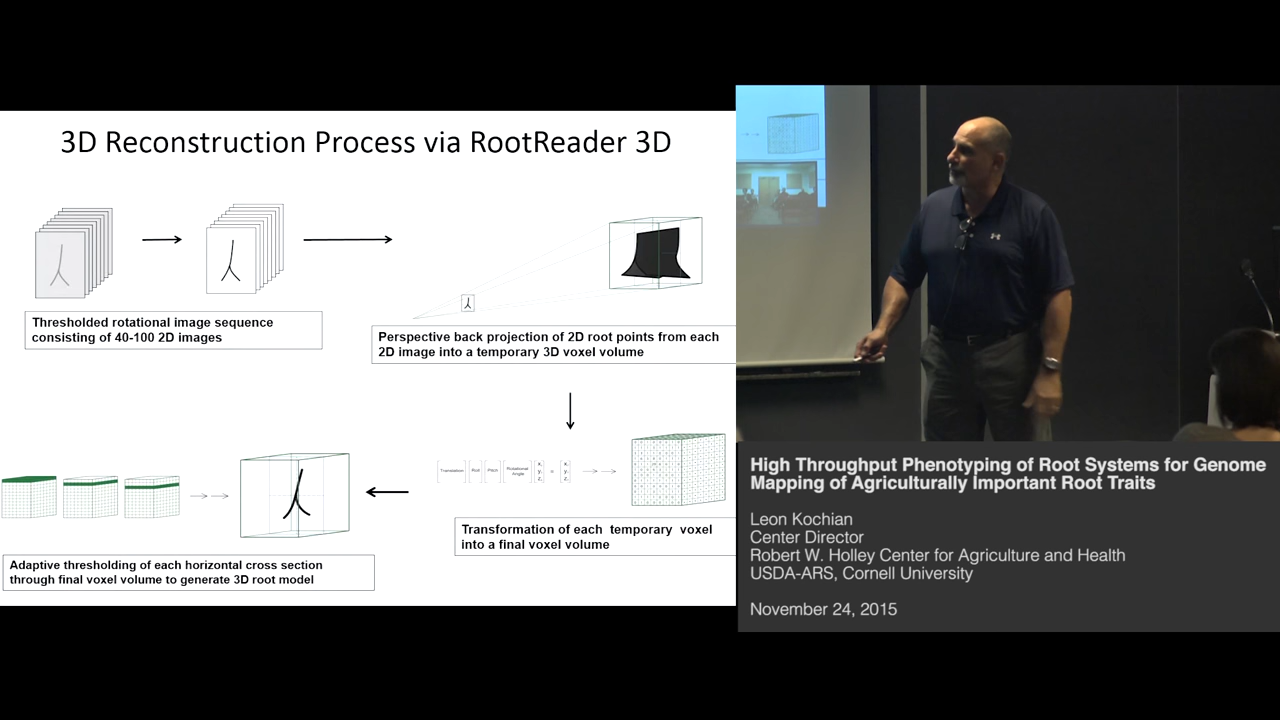 3D Reconstruction Process via RootReader 3D
Thresholded rotational image sequence
consisting of 40-100 2D images
Perspective back projection of 2D root points from each
2D image into a temporary 3D voxel volume
Translation Roll Pitch Rotational
Angle
Transformation of each temporary voxel
into a final voxel volume
Adaptive thresholding of each horizontal cross section
through final voxel volume to generate 3D root model
High Throughput Phenotyping of Root Systems for Genome
Mapping of Agriculturally Important Root Traits
Leon Kochian
Center Director
Robert W. Holley Center for Agriculture and Health
USDA-ARS, Cornell University
November 24, 2015